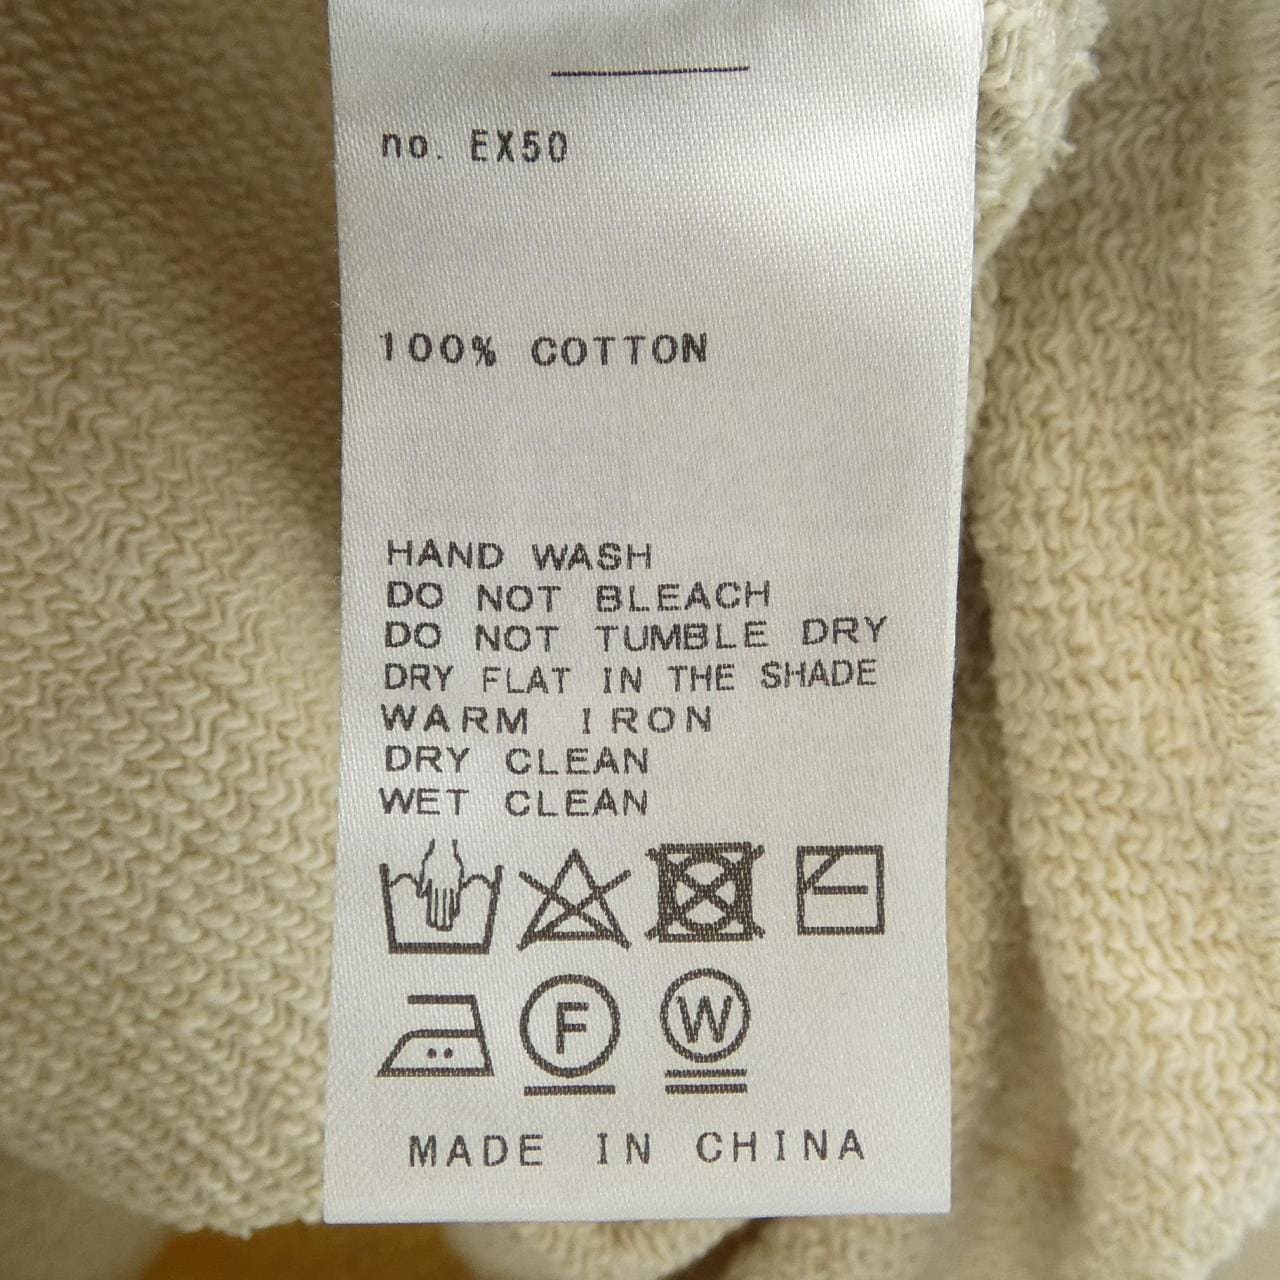 no. EX50
100% COTTON
HAND WASH
DO NOT BLEACH
DO NOT TUMBLE DRY
DRY FLAT IN THE SHADE
WARM IRON
DRY CLEAN
WET CLEAN
F W
MADE IN CHINA